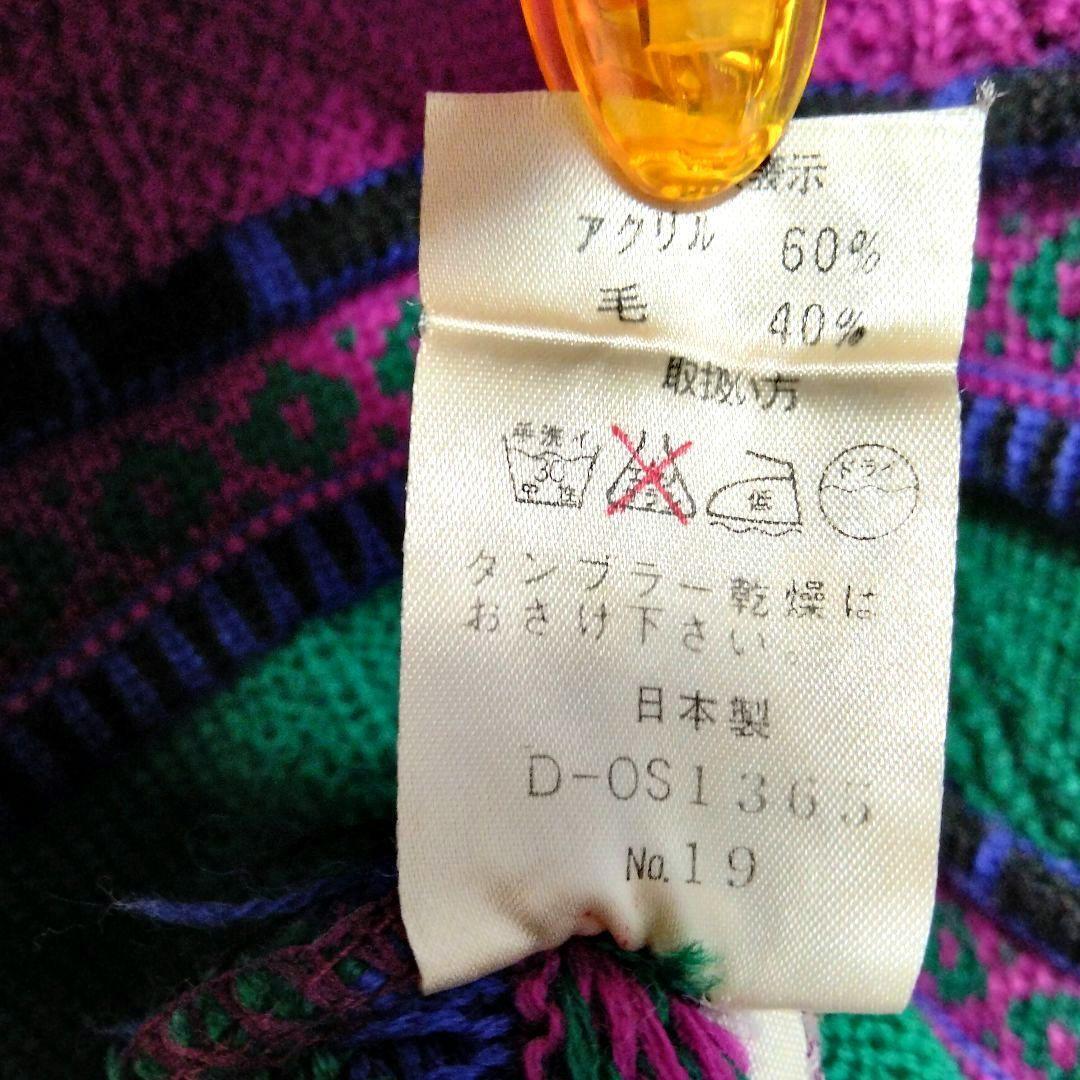 表示
アクリル 60%
毛 40%
取扱い方
手洗イ
30
中性
低
ドライ
タンブラー乾燥は
おさけ下さい。
日本製
D-OS1365
No.19